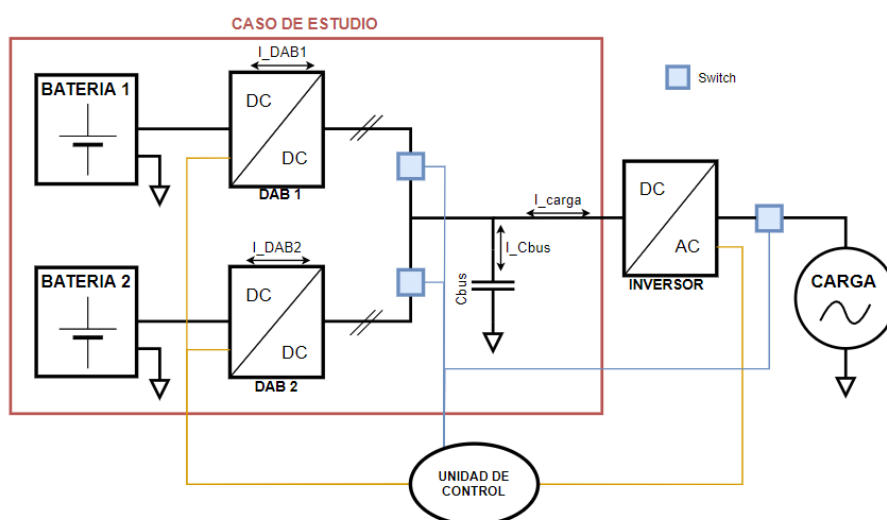 CASO DE ESTUDIO
I_DAB1
BATERIA 1
DC
DC
DAB 1
Switch
I_carga
DC
AC
INVERSOR
I_Cbus
Cbus
CARGA
I_DAB2
BATERIA 2
DC
DC
DAB 2
UNIDAD DE
CONTROL